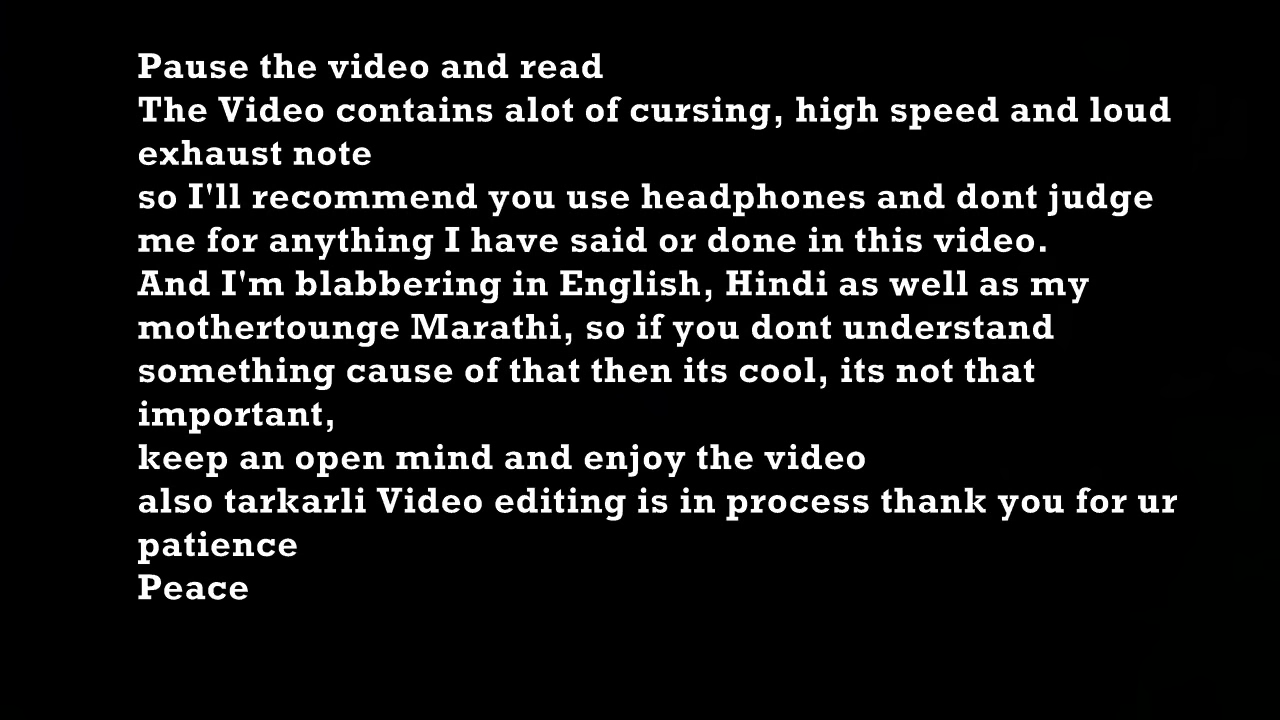 Pause the video and read
The Video contains alot of cursing, high speed and loud
exhaust note
so I'll recommend you use headphones and dont judge
me for anything I have said or done in this video.
And I'm blabbering in English, Hindi as well as my
mothertounge Marathi, so if you dont understand
something cause of that then its cool, its not that
important,
keep an open mind and enjoy the video
also tarkarli Video editing is in process thank you for ur
patience
Peace